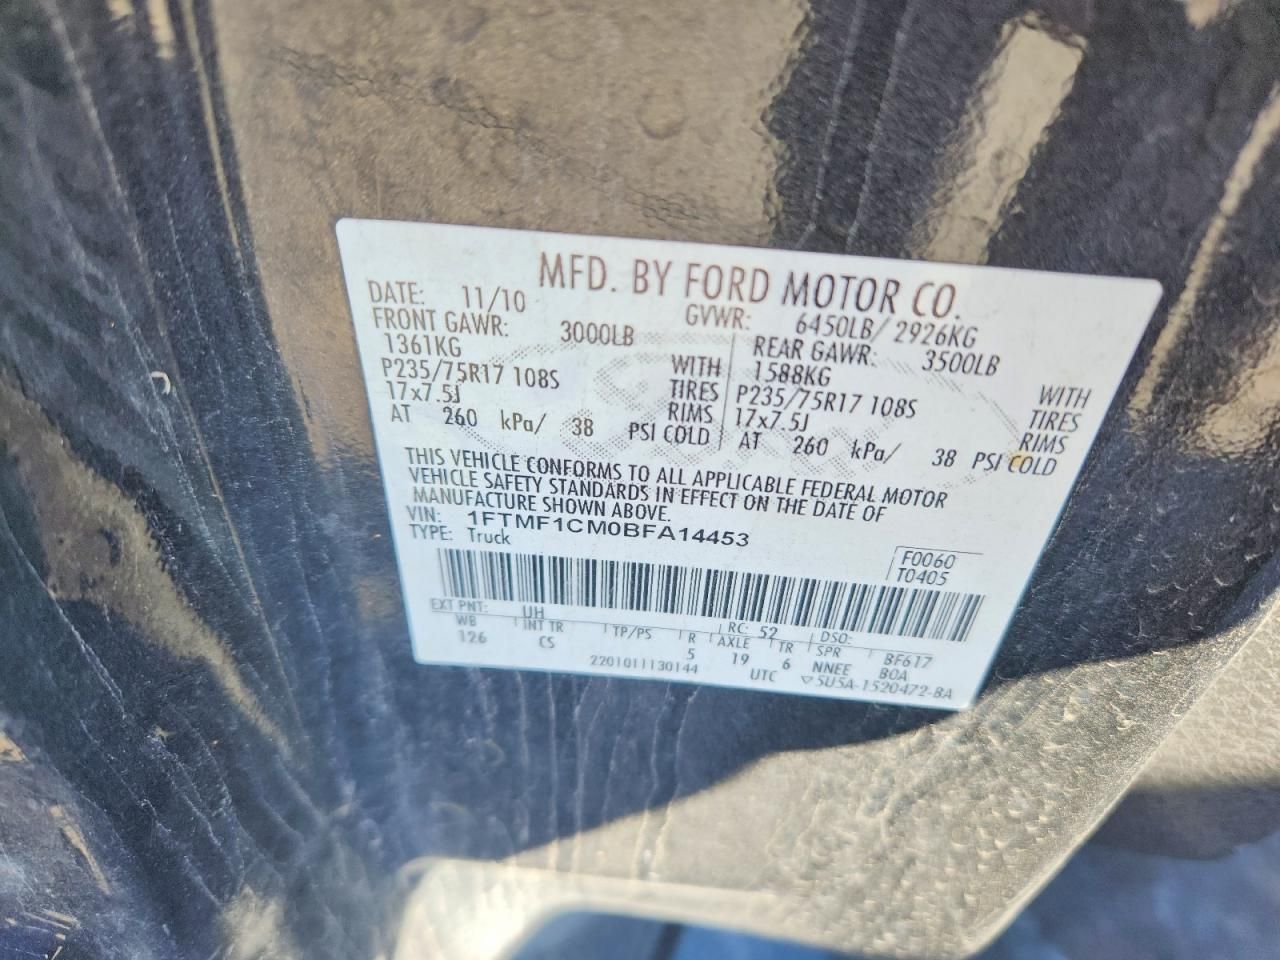 MFD. BY FORD MOTOR CO.
DATE: 11/10 GVWR: 6450LB/ 2926KG
FRONT GAWR: 3000LB REAR GAWR: 3500LB
1361KG WITH 1588KG WITH
P235/75R17 108S TIRES P235/75R17 108S TIRES
17x7.5J RIMS 17x7.5J RIMS
AT 260 kPa/ 38 PSI COLD AT 260 kPa/ 38 PSI COLD
THIS VEHICLE CONFORMS TO ALL APPLICABLE FEDERAL MOTOR
VEHICLE SAFETY STANDARDS IN EFFECT ON THE DATE OF
MANUFACTURE SHOWN ABOVE.
VIN: 1FTMF1CM0BFA14453
TYPE: Truck F0060
T0405
EXT PNT: UH RC: 52 DSO:
WB INT TR TP/PS R AXLE TR SPR BF617
126 CS 5 19 6 NNEE BOA
2201011130144 UTC ▽5U5A-1520472-BA